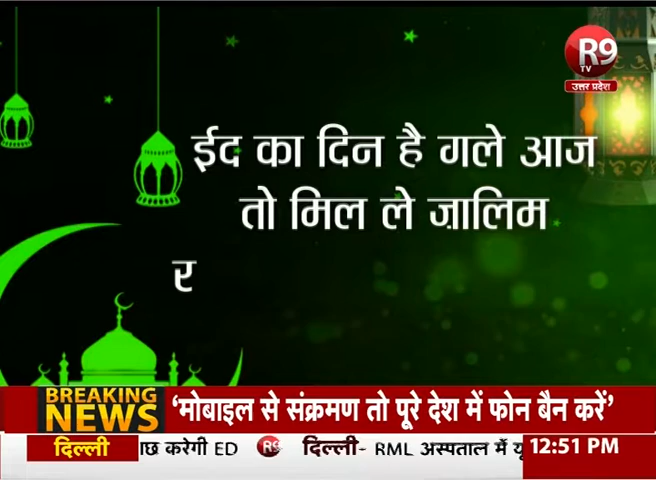 R9
TV
उत्तर प्रदेश
ईद का दिन है गले आज
तो मिल ले ज़ालिम
र
BREAKING
NEWS
‘मोबाइल से संक्रमण तो पूरे देश में फोन बैन करें’
दिल्ली
करेगी ED R9 दिल्ली- RML अस्पताल में
12:51 PM